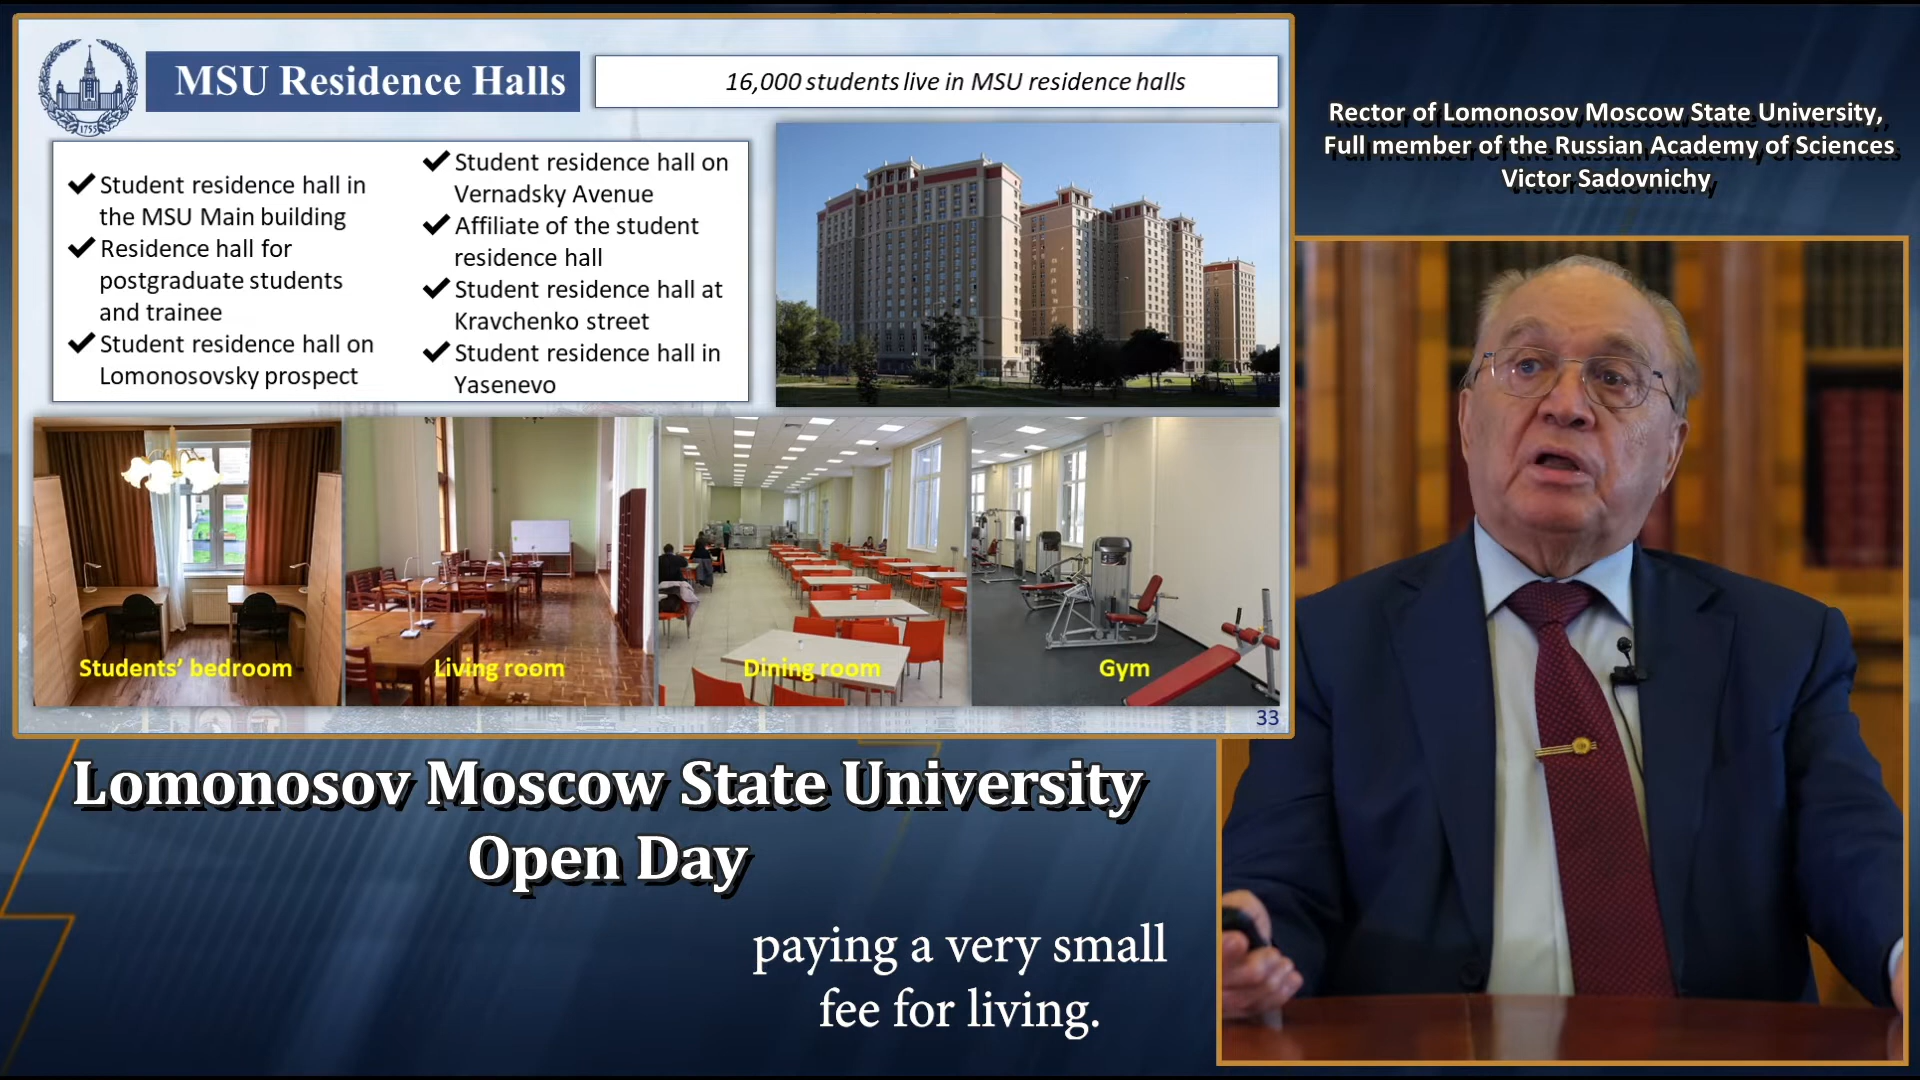 1755
MSU Residence Halls
16,000 students live in MSU residence halls
Student residence hall in
the MSU Main building
Residence hall for
postgraduate students
and trainee
Student residence hall on
Lomonosovsky prospect
Student residence hall on
Vernadsky Avenue
Affiliate of the student
residence hall
Student residence hall at
Kravchenko street
Student residence hall in
Yasenevo
Students’ bedroom
Living room
Dining room
Gym
33
Rector of Lomonosov Moscow State University,
Full member of the Russian Academy of Sciences
Victor Sadovnichy
Lomonosov Moscow State University
Open Day
paying a very small
fee for living.